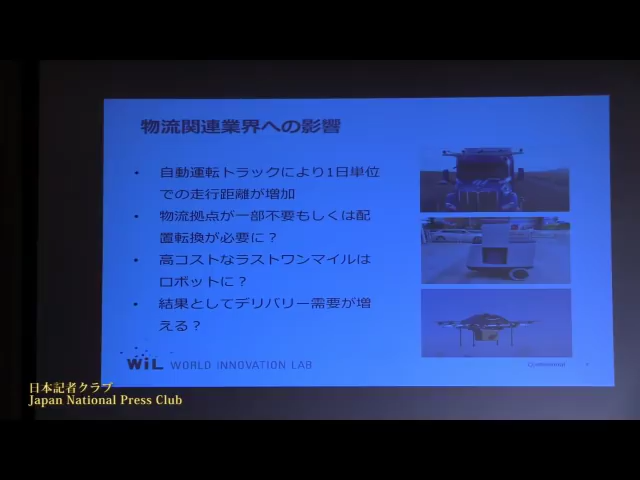 物流関連業界への影響
• 自動運転トラックにより1日単位
での走行距離が増加
• 物流拠点が一部不要もしくは配
置転換が必要に？
• 高コストなラストワンマイルは
ロボットに？
• 結果としてデリバリー需要が増
える？
WiL WORLD INNOVATION LAB
日本記者クラブ
Japan National Press Club